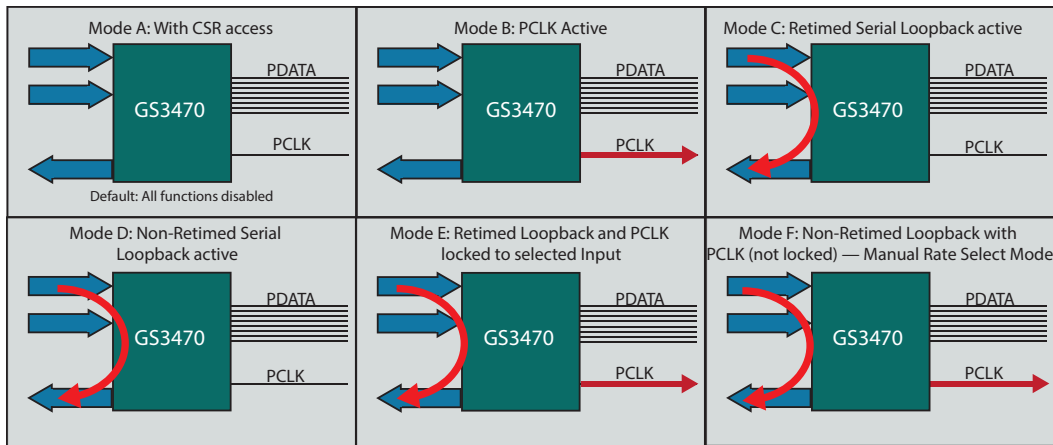 Mode A: With CSR access
PDATA
GS3470
PCLK
Default: All functions disabled
Mode B: PCLK Active
PDATA
GS3470
PCLK
Mode C: Retimed Serial Loopback active
PDATA
GS3470
PCLK
Mode D: Non-Retimed Serial
Loopback active
PDATA
GS3470
PCLK
Mode E: Retimed Loopback and PCLK
locked to selected Input
PDATA
GS3470
PCLK
Mode F: Non-Retimed Loopback with
PCLK (not locked) — Manual Rate Select Mode
PDATA
GS3470
PCLK